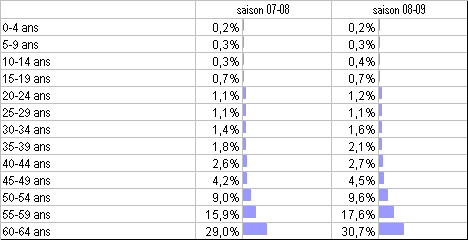 saison 07-08 saison 08-09
0-4 ans 0,2% 0,2%
5-9 ans 0,3% 0,3%
10-14 ans 0,3% 0,4%
15-19 ans 0,7% 0,7%
20-24 ans 1,1% 1,2%
25-29 ans 1,1% 1,1%
30-34 ans 1,4% 1,6%
35-39 ans 1,8% 2,1%
40-44 ans 2,6% 2,7%
45-49 ans 4,2% 4,5%
50-54 ans 9,0% 9,6%
55-59 ans 15,9% 17,6%
60-64 ans 29,0% 30,7%